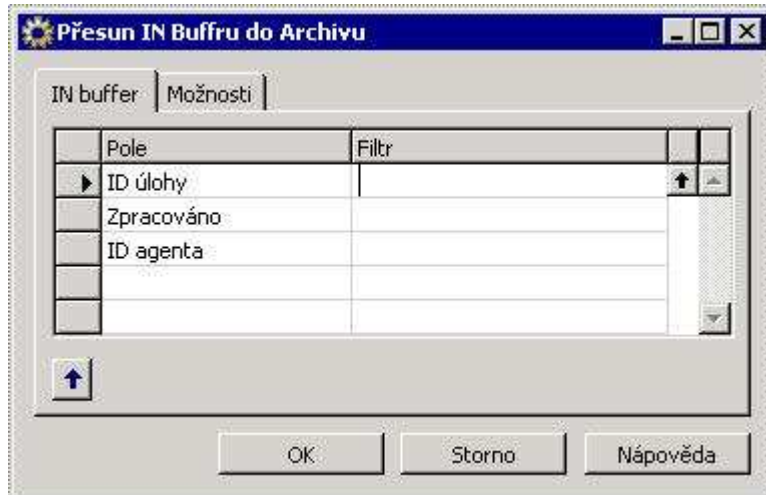 Přesun IN Buffru do Archivu
IN buffer Možnosti
Pole Filtr
ID úlohy
Zpracováno
ID agenta
OK Storno Nápověda